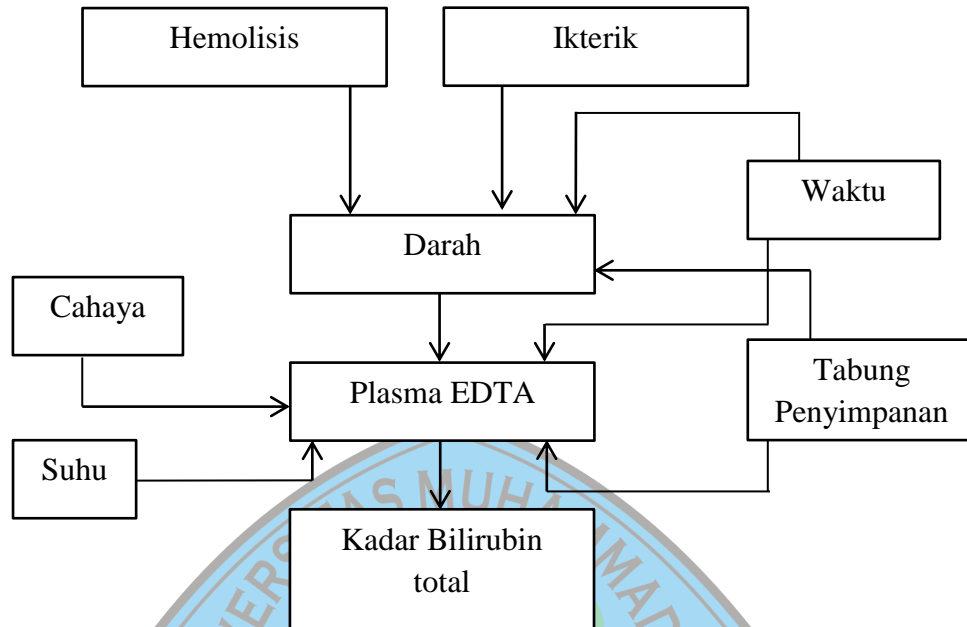 Hemolisis
Ikterik
Waktu
Darah
Cahaya
Plasma EDTA
Tabung
Penyimpanan
Suhu
Kadar Bilirubin
total